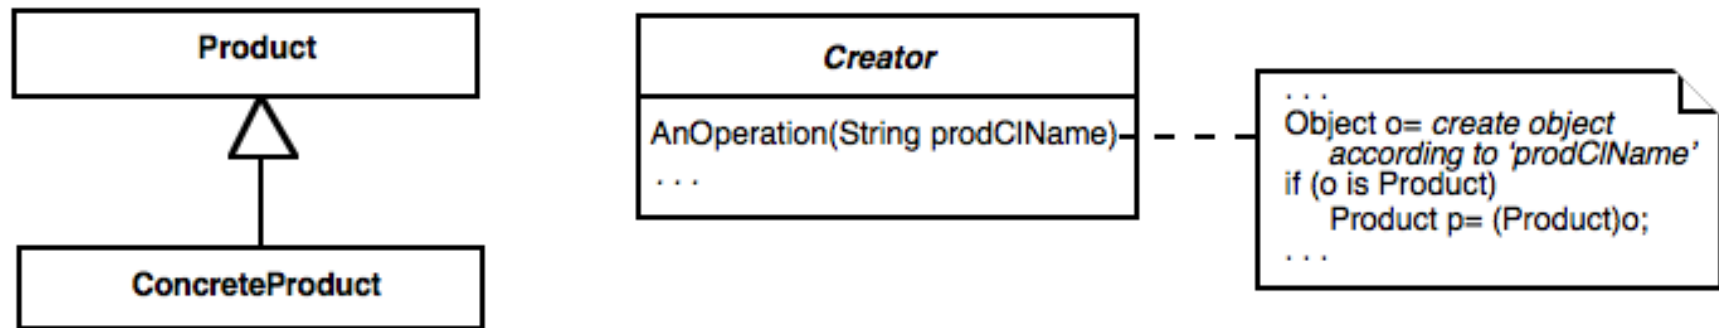 Product
ConcreteProduct
Creator
AnOperation(String prodClName)
. . .
. . .
Object o= create object
according to ‘prodClName’
if (o is Product)
Product p= (Product)o;
. . .